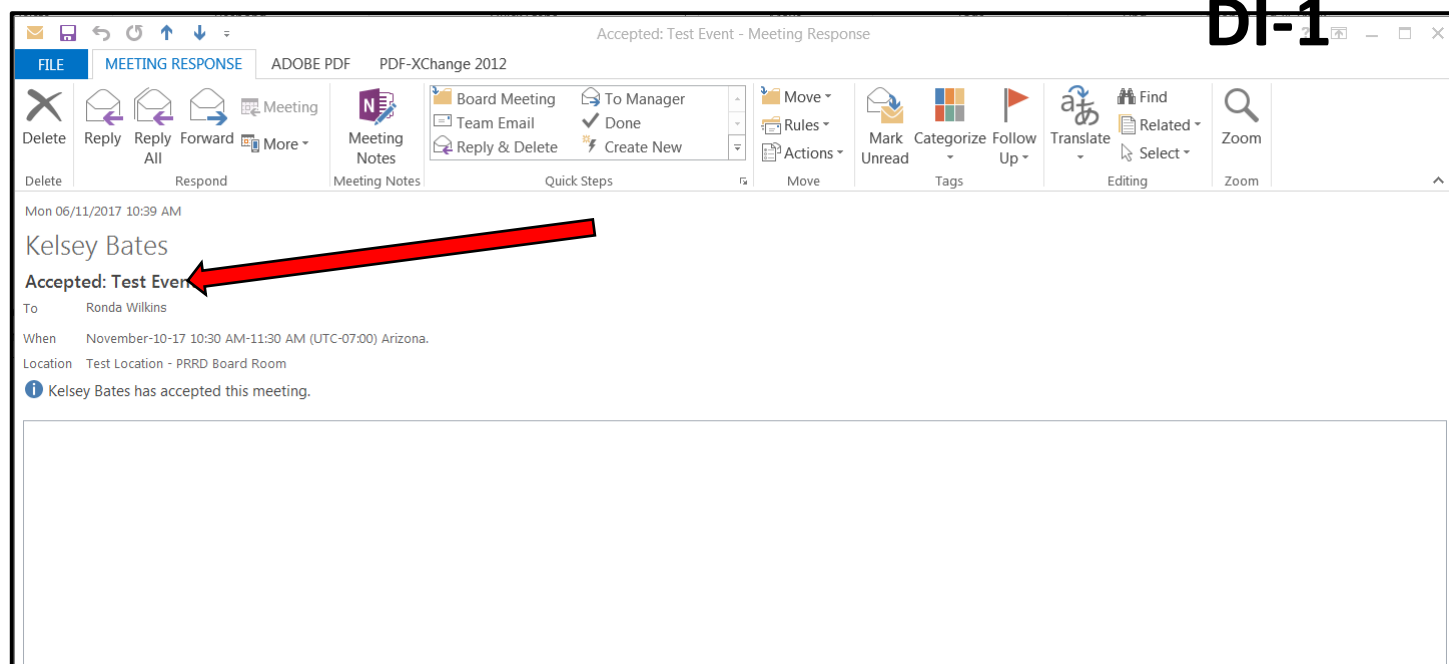 DI-1
Accepted: Test Event - Meeting Response
FILE MEETING RESPONSE ADOBE PDF PDF-XChange 2012
Delete
Reply
Reply All
Forward
Meeting
More
Meeting Notes
Board Meeting To Manager
Team Email Done
Reply & Delete Create New
Move
Rules
Actions
Mark Unread
Categorize
Follow Up
Translate
Find
Related
Select
Zoom
Delete Respond Meeting Notes Quick Steps Move Tags Editing Zoom
Mon 06/11/2017 10:39 AM
Kelsey Bates
Accepted: Test Even
To Ronda Wilkins
When November-10-17 10:30 AM-11:30 AM (UTC-07:00) Arizona.
Location Test Location - PRRD Board Room
Kelsey Bates has accepted this meeting.